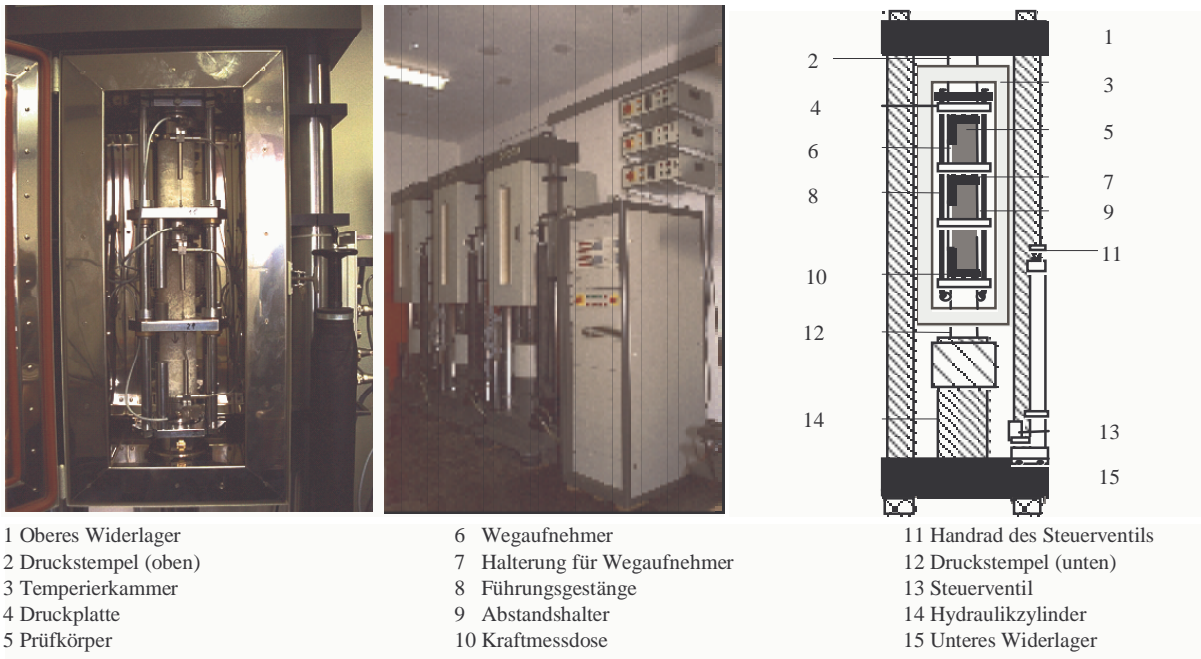 1
2
3
4
5
6
7
8
9
10
11
12
13
14
15
1 Oberes Widerlager
2 Druckstempel (oben)
3 Temperierkammer
4 Druckplatte
5 Prüfkörper
6 Wegaufnehmer
7 Halterung für Wegaufnehmer
8 Führungsgestänge
9 Abstandshalter
10 Kraftmessdose
11 Handrad des Steuerventils
12 Druckstempel (unten)
13 Steuerventil
14 Hydraulikzylinder
15 Unteres Widerlager